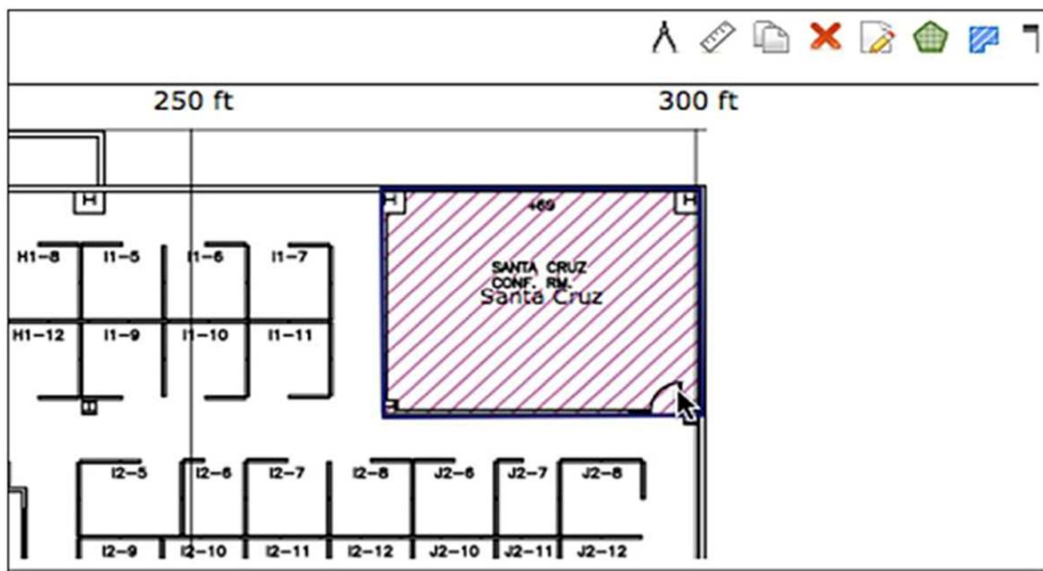 250 ft 300 ft
+69
H1-8 I1-5 I1-6 I1-7
SANTA CRUZ
CONF. RM.
Santa Cruz
H1-12 I1-9 I1-10 I1-11
I2-5 I2-6 I2-7 I2-8 J2-6 J2-7 J2-8
I2-9 I2-10 I2-11 I2-12 J2-10 J2-11 J2-12